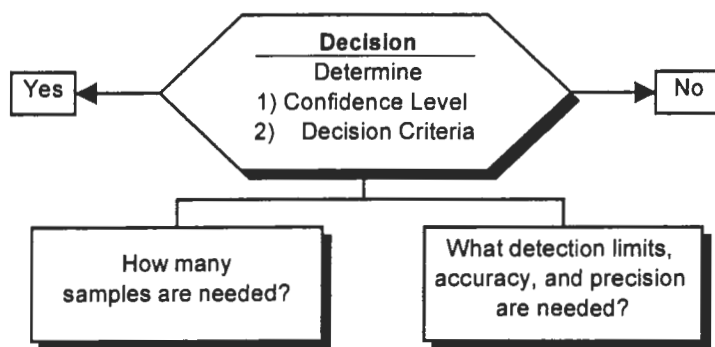 Decision
Determine
Yes
1) Confidence Level
No
2) Decision Criteria
How many
samples are needed?
What detection limits,
accuracy, and precision
are needed?